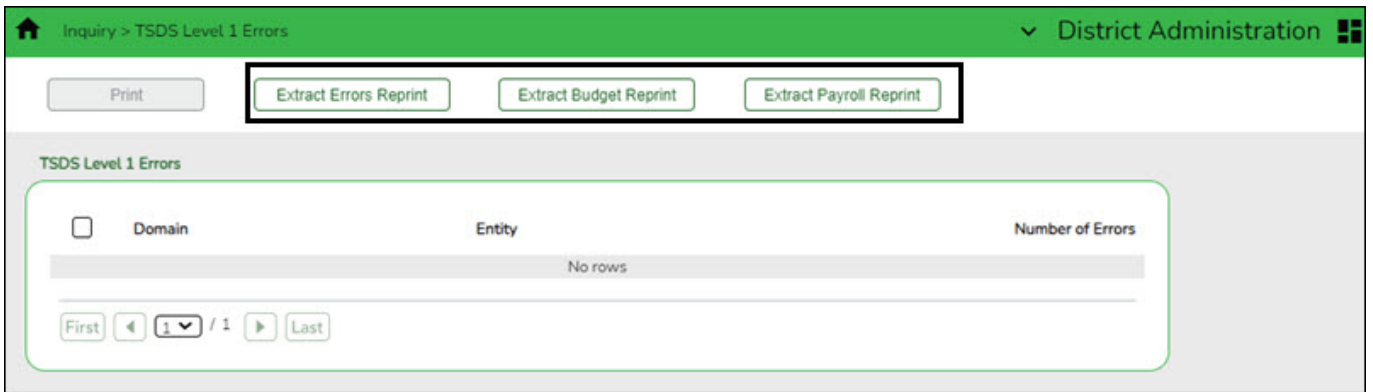 Inquiry > TSDS Level 1 Errors
District Administration
Print
Extract Errors Reprint
Extract Budget Reprint
Extract Payroll Reprint
TSDS Level 1 Errors
Domain Entity Number of Errors
No rows
First 1 / 1 Last